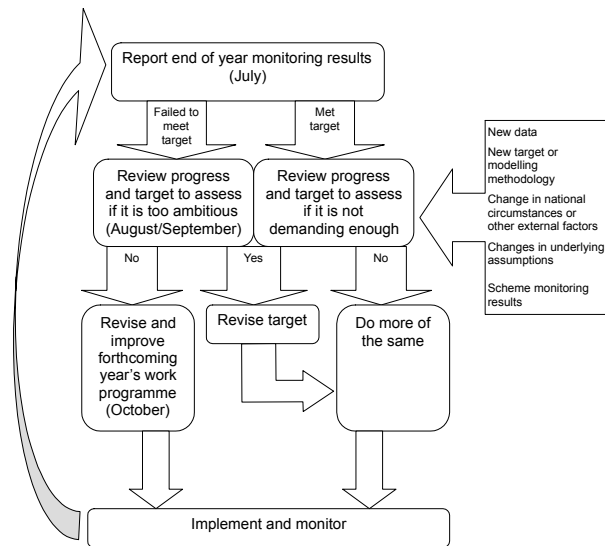 Report end of year monitoring results
(July)
Failed to
meet
target
Met
target
Review progress
and target to assess
if it is too ambitious
(August/September)
Review progress
and target to assess
if it is not
demanding enough
New data
New target or
modelling
methodology
Change in national
circumstances or
other external factors
Changes in underlying
assumptions
Scheme monitoring
results
No
Yes
No
Revise and
improve
forthcoming
year's work
programme
(October)
Revise target
Do more of
the same
Implement and monitor